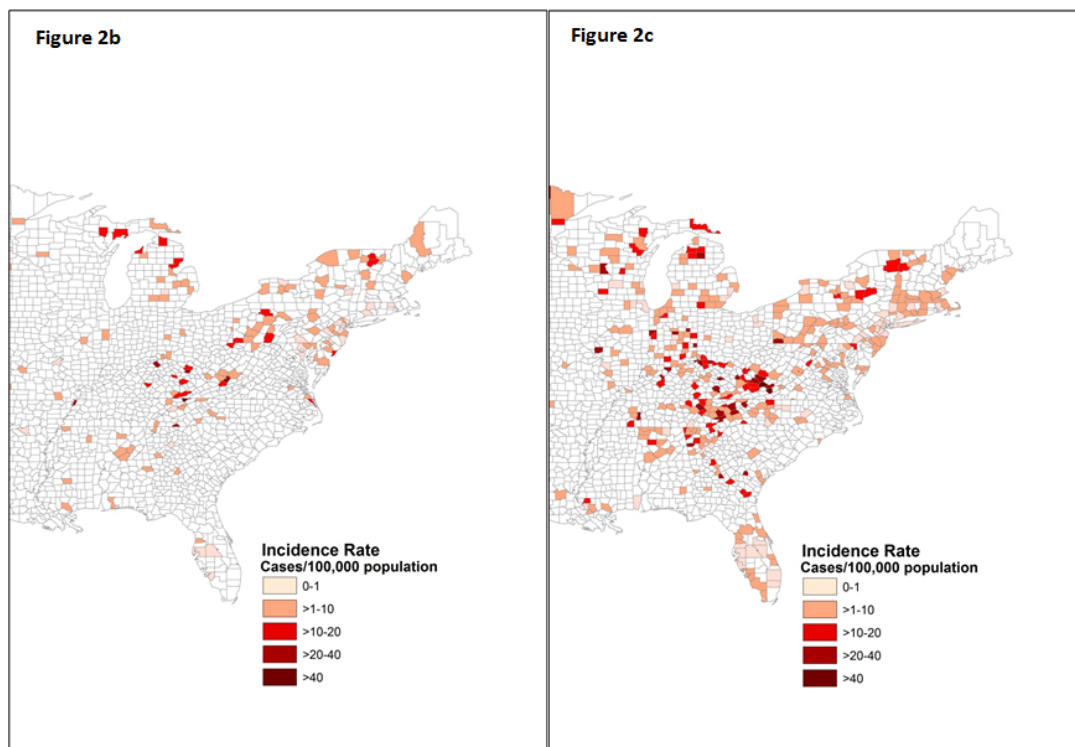 Figure 2b
Incidence Rate
Cases/100,000 population
0-1
>1-10
>10-20
>20-40
>40
Figure 2c
Incidence Rate
Cases/100,000 population
0-1
>1-10
>10-20
>20-40
>40